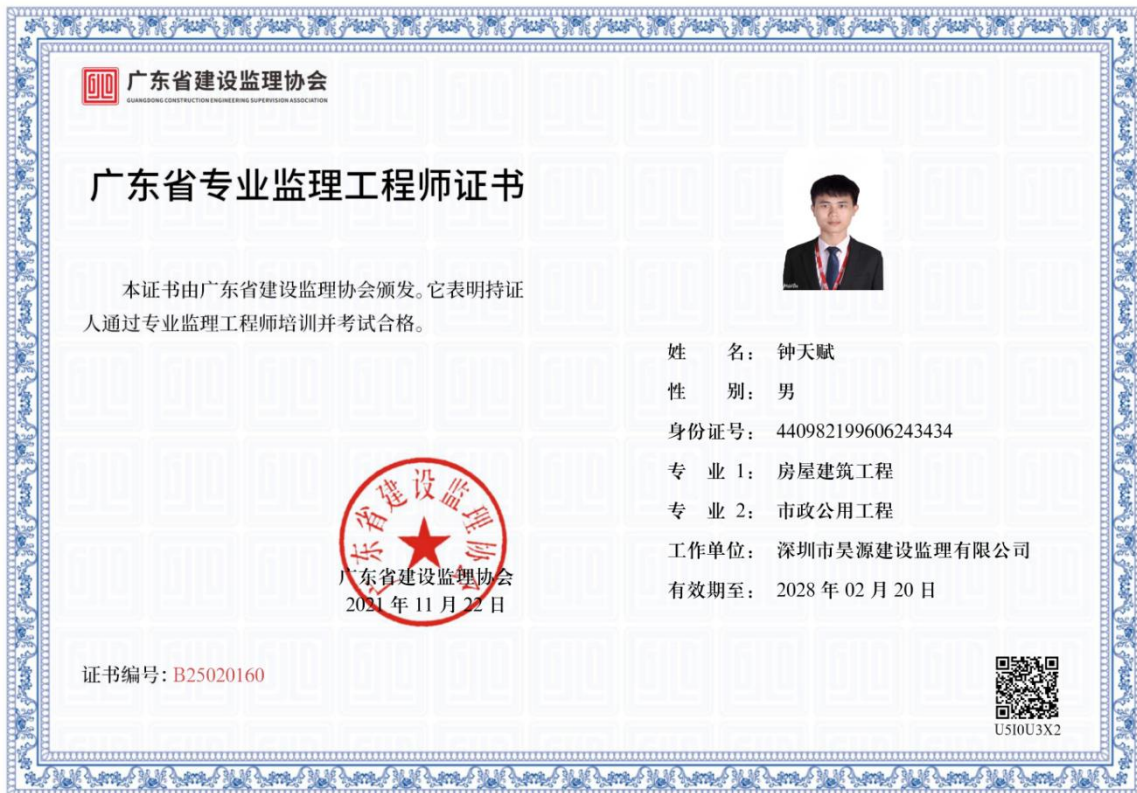 广东省建设监理协会
GUANGDONG CONSTRUCTION ENGINEERING SUPERVISION ASSOCIATION
广东省专业监理工程师证书
本证书由广东省建设监理协会颁发。它表明持证
人通过专业监理工程师培训并考试合格。
姓 名： 钟天赋
性 别： 男
身份证号： 440982199606243434
专 业 1： 房屋建筑工程
专 业 2： 市政公用工程
工作单位： 深圳市昊源建设监理有限公司
有效期至： 2028 年 02 月 20 日
广东省建设监理协会
广东省建设监理协会
2021 年 11 月 22 日
证书编号：B25020160
U5I0U3X2